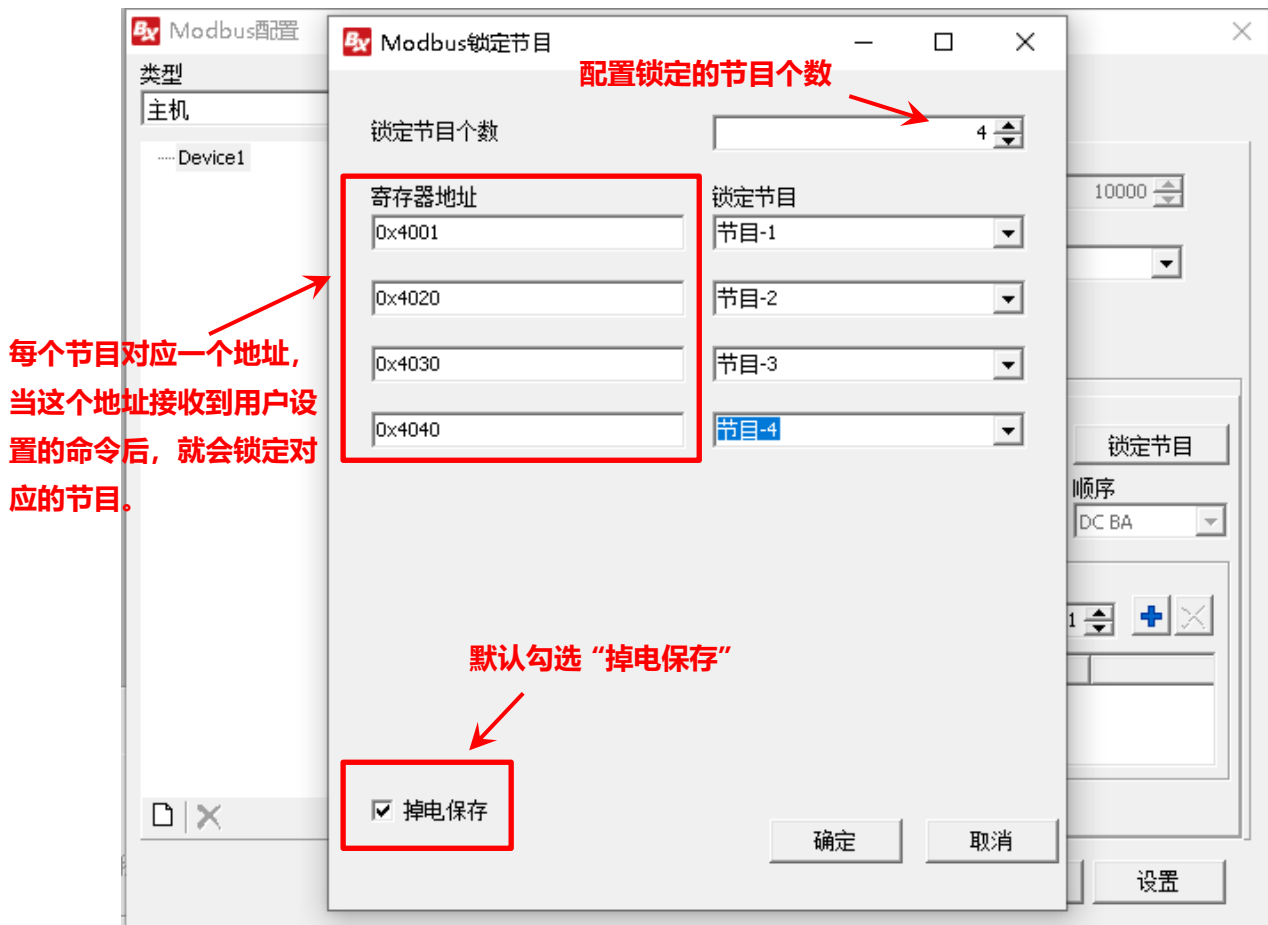 BX Modbus配置
类型
主机
Device1
BX Modbus锁定节目
配置锁定的节目个数
锁定节目个数
4
寄存器地址
锁定节目
0x4001
节目-1
0x4020
节目-2
0x4030
节目-3
0x4040
节目-4
每个节目对应一个地址，
当这个地址接收到用户设
置的命令后，就会锁定对
应的节目。
10000
锁定节目
顺序
DC BA
1
默认勾选“掉电保存”
掉电保存
确定
取消
设置